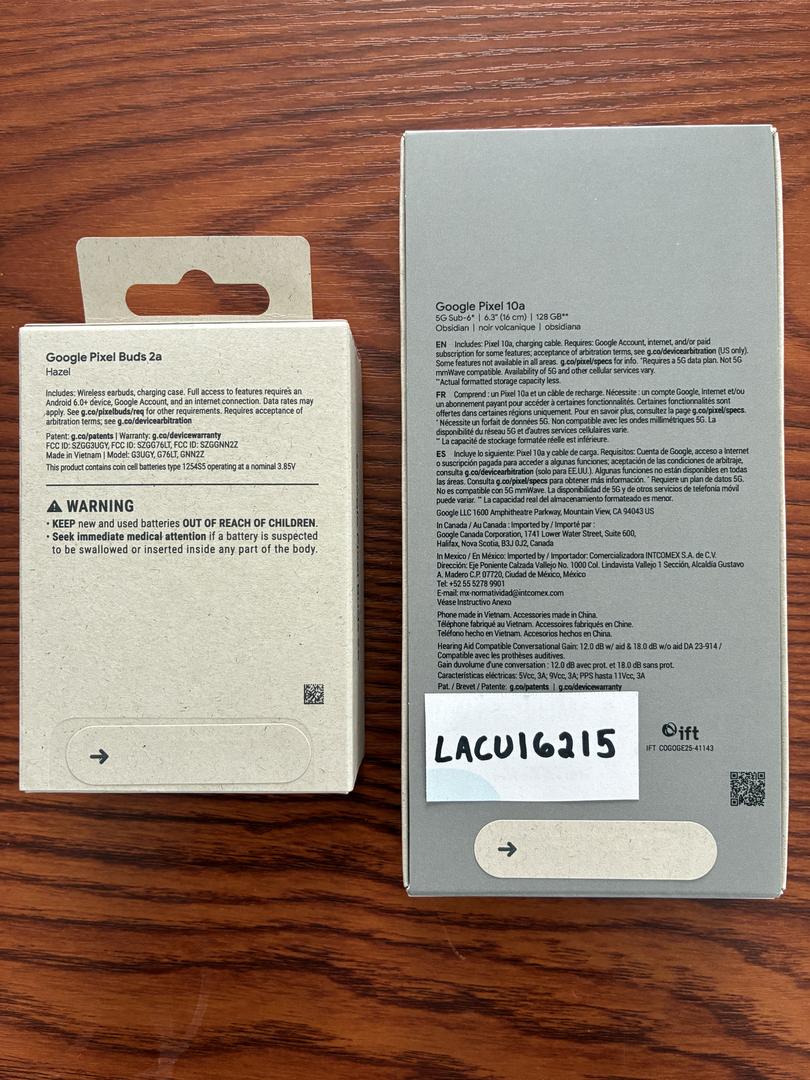 Google Pixel Buds 2a
Hazel
Includes: Wireless earbuds, charging case. Full access to features requires an
Android 6.0+ device, Google Account, and an internet connection. Data rates may
apply. See g.co/pixelbuds/req for other requirements. Requires acceptance of
arbitration terms; see g.co/devicearbitration
Patent: g.co/patents | Warranty: g.co/devicewarranty
FCC ID: SZGG3UGY, FCC ID: SZGG76LT, FCC ID: SZGGNN2Z
Made in Vietnam | Model: G3UGY, G76LT, GNN2Z
This product contains coin cell batteries type 1254S5 operating at a nominal 3.85V
WARNING
• KEEP new and used batteries OUT OF REACH OF CHILDREN.
• Seek immediate medical attention if a battery is suspected
to be swallowed or inserted inside any part of the body.
Google Pixel 10a
5G Sub-6* | 6.3" (16 cm) | 128 GB**
Obsidian | noir volcanique | obsidiana
EN Includes: Pixel 10a, charging cable. Requires: Google Account, internet, and/or paid
subscription for some features; acceptance of arbitration terms, see g.co/devicearbitration (US only).
Some features not available in all areas. g.co/pixel/specs for info. *Requires a 5G data plan. Not 5G
mmWave compatible. Availability of 5G and other cellular services vary.
**Actual formatted storage capacity less.
FR Comprend : un Pixel 10a et un câble de recharge. Nécessite : un compte Google, Internet et/ou
un abonnement payant pour accéder à certaines fonctionnalités. Certaines fonctionnalités sont
offertes dans certaines régions uniquement. Pour en savoir plus, consultez la page g.co/pixel/specs.
* Nécessite un forfait de données 5G. Non compatible avec les ondes millimétriques 5G. La
disponibilité du réseau 5G et d'autres services cellulaires varie.
** La capacité de stockage formatée réelle est inférieure.
ES Incluye lo siguiente: Pixel 10a y cable de carga. Requisitos: Cuenta de Google, acceso a Internet
o suscripción pagada para acceder a algunas funciones; aceptación de las condiciones de arbitraje,
consulta g.co/devicearbitration (solo para EE.UU.). Algunas funciones no están disponibles en todas
las áreas. Consulta g.co/pixel/specs para obtener más información. * Requiere un plan de datos 5G.
No es compatible con 5G mmWave. La disponibilidad de 5G y de otros servicios de telefonía móvil
puede variar. ** La capacidad real del almacenamiento formateado es menor.
Google LLC 1600 Amphitheatre Parkway, Mountain View, CA 94043 US
In Canada / Au Canada : Imported by / Importé par :
Google Canada Corporation, 1741 Lower Water Street, Suite 600,
Halifax, Nova Scotia, B3J 0J2, Canada
In Mexico / En México: Imported by / Importador: Comercializadora INTCOMEX S.A. de C.V.
Dirección: Eje Poniente Calzada Vallejo No. 1000 Col. Lindavista Vallejo 1 Sección, Alcaldía Gustavo
A. Madero C.P. 07720, Ciudad de México, México
Tel: +52 55 5278 9901
E-mail: mx-normatividad@intcomex.com
Véase Instructivo Anexo
Phone made in Vietnam. Accessories made in China.
Téléphone fabriqué au Vietnam. Accessoires fabriqués en Chine.
Teléfono hecho en Vietnam. Accesorios hechos en China.
Hearing Aid Compatible Conversational Gain: 12.0 dB w/ aid & 18.0 dB w/o aid DA 23-914 /
Compatible avec les prothèses auditives.
Gain duvolume d'une conversation : 12.0 dB avec prot. et 18.0 dB sans prot.
Características eléctricas: 5Vcc, 3A; 9Vcc, 3A; PPS hasta 11Vcc, 3A
Pat. / Brevet / Patente: g.co/patents | g.co/devicewarranty
LACU16215
ift
IFT COGOGE25-41143